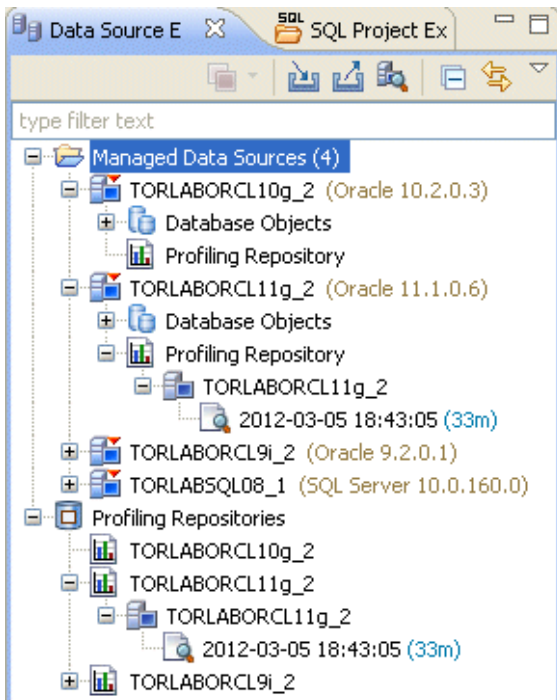 Data Source E SQL SQL Project Ex
type filter text
Managed Data Sources (4)
TORLABORCL10g_2 (Oracle 10.2.0.3)
Database Objects
Profiling Repository
TORLABORCL11g_2 (Oracle 11.1.0.6)
Database Objects
Profiling Repository
TORLABORCL11g_2
2012-03-05 18:43:05 (33m)
TORLABORCL9i_2 (Oracle 9.2.0.1)
TORLABSQL08_1 (SQL Server 10.0.160.0)
Profiling Repositories
TORLABORCL10g_2
TORLABORCL11g_2
TORLABORCL11g_2
2012-03-05 18:43:05 (33m)
TORLABORCL9i_2